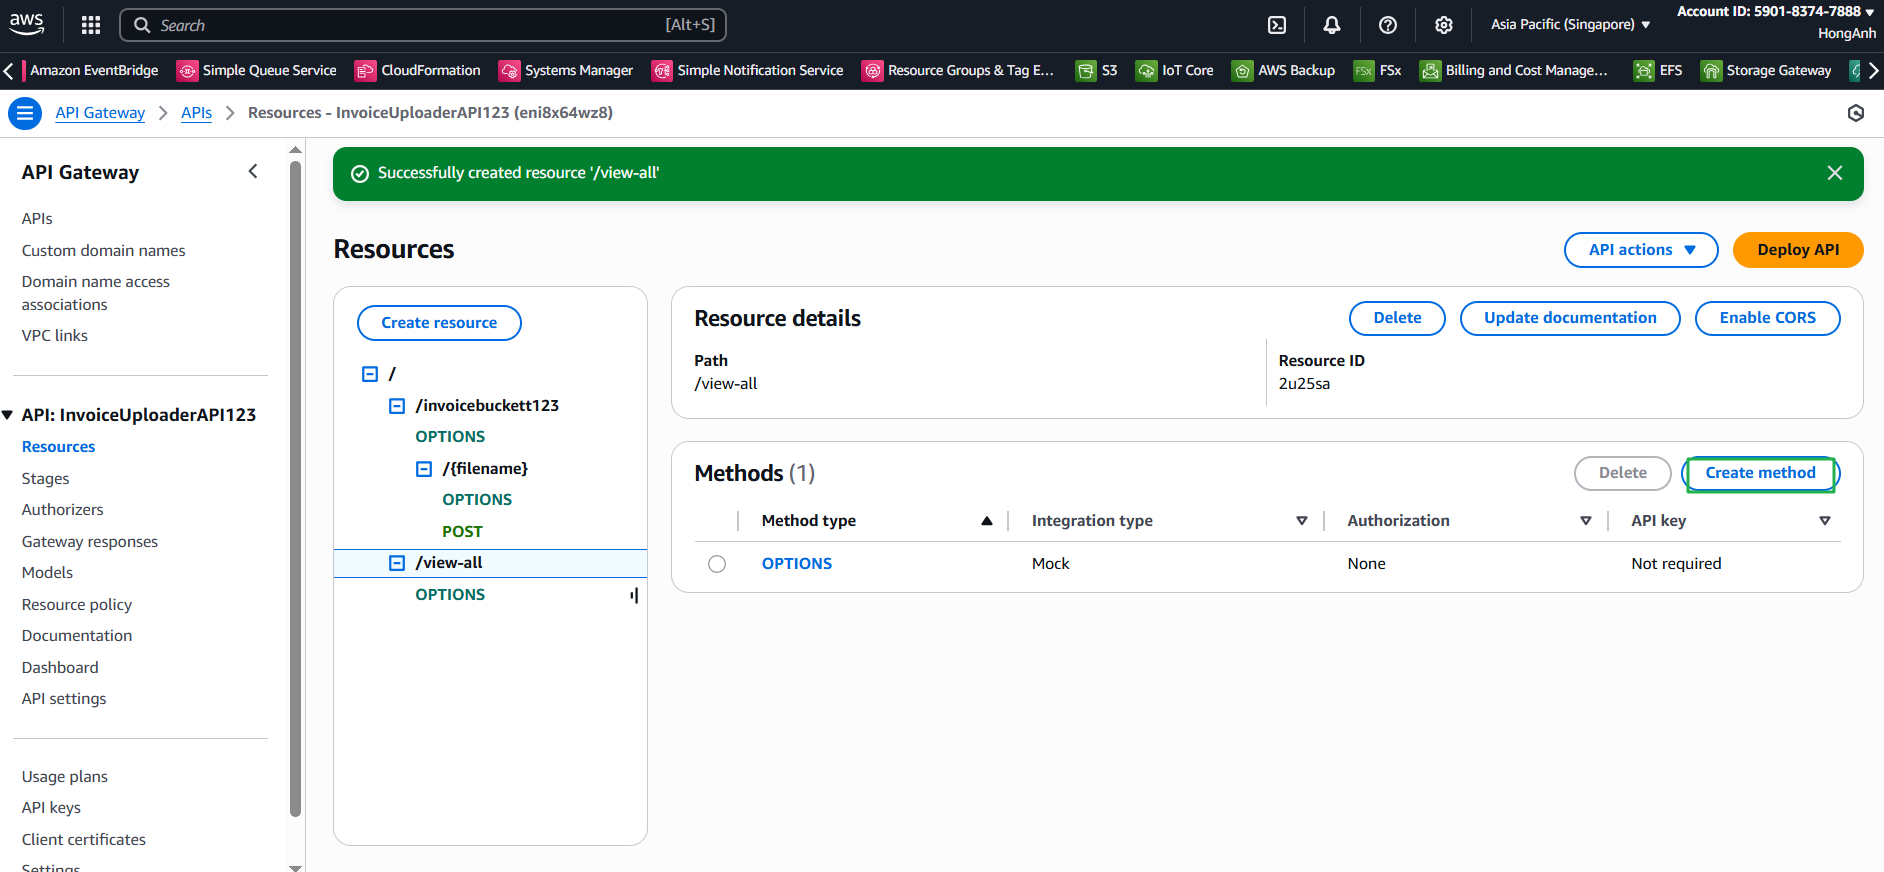 aws
Search [Alt+S]
Asia Pacific (Singapore)
Account ID: 5901-8374-7888
HongAnh
Amazon EventBridge Simple Queue Service CloudFormation Systems Manager Simple Notification Service Resource Groups & Tag E... S3 IoT Core AWS Backup FSx FSx Billing and Cost Manage... EFS Storage Gateway
API Gateway APIs Resources - InvoiceUploaderAPI123 (eni8x64wz8)
API Gateway
APIs
Custom domain names
Domain name access
associations
VPC links
API: InvoiceUploaderAPI123
Resources
Stages
Authorizers
Gateway responses
Models
Resource policy
Documentation
Dashboard
API settings
Usage plans
API keys
Client certificates
Settings
Successfully created resource '/view-all'
Resources
API actions
Deploy API
Create resource
/
/invoicebuckett123
OPTIONS
/{filename}
OPTIONS
POST
/view-all
OPTIONS
Resource details
Delete Update documentation Enable CORS
Path
/view-all
Resource ID
2u25sa
Methods (1)
Delete Create method
Method type Integration type Authorization API key
OPTIONS Mock None Not required